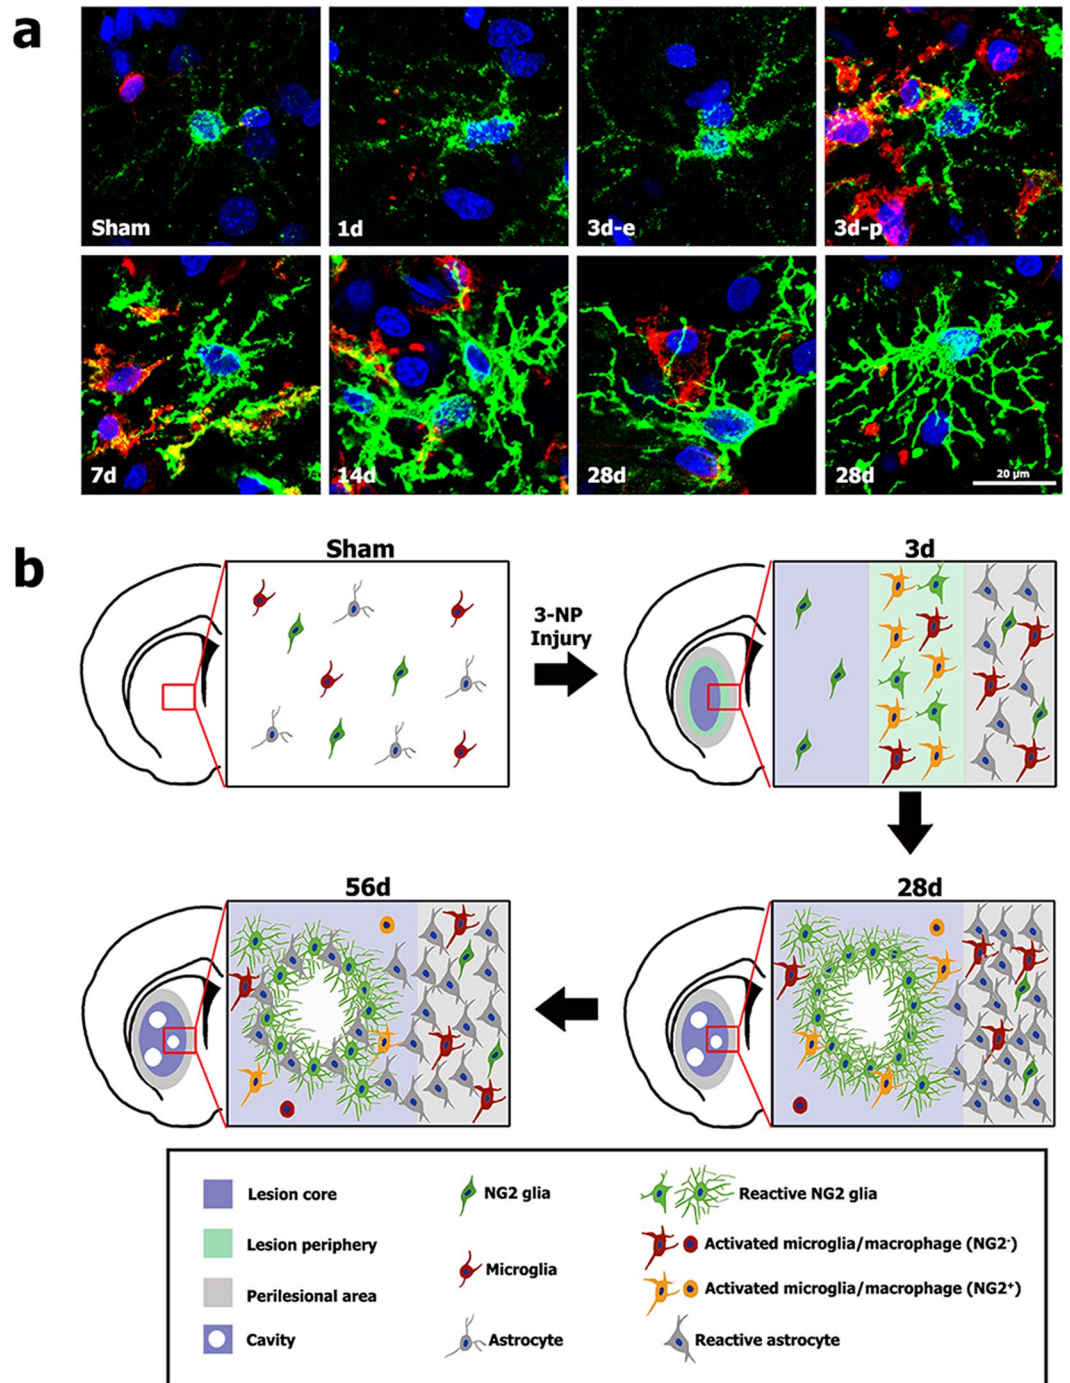 a
Sham
1d
3d-e
3d-p
7d
14d
28d
28d
20 μm
b
Sham
3-NP
Injury
3d
56d
28d
Lesion core
Lesion periphery
Perilesional area
Cavity
NG2 glia
Microglia
Astrocyte
Reactive NG2 glia
Activated microglia/macrophage (NG2⁻)
Activated microglia/macrophage (NG2⁺)
Reactive astrocyte